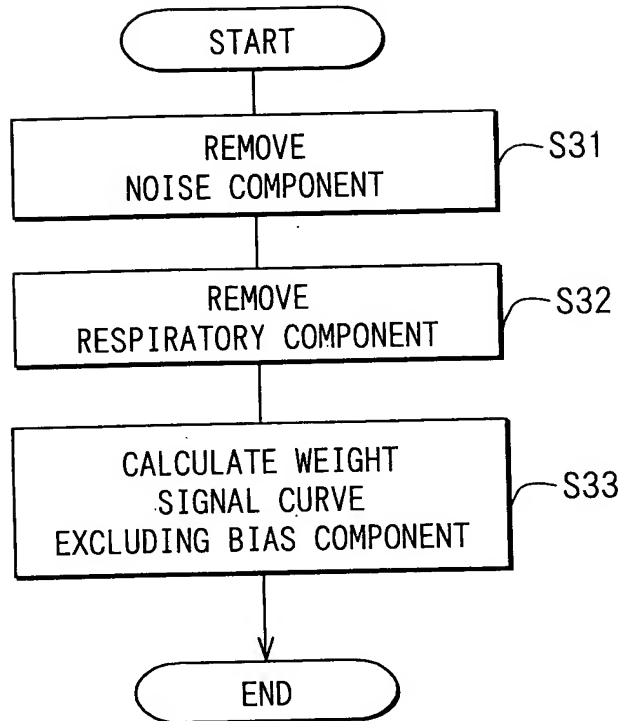 START
REMOVE
NOISE COMPONENT
S31
REMOVE
RESPIRATORY COMPONENT
S32
CALCULATE WEIGHT
SIGNAL CURVE
EXCLUDING BIAS COMPONENT
S33
END